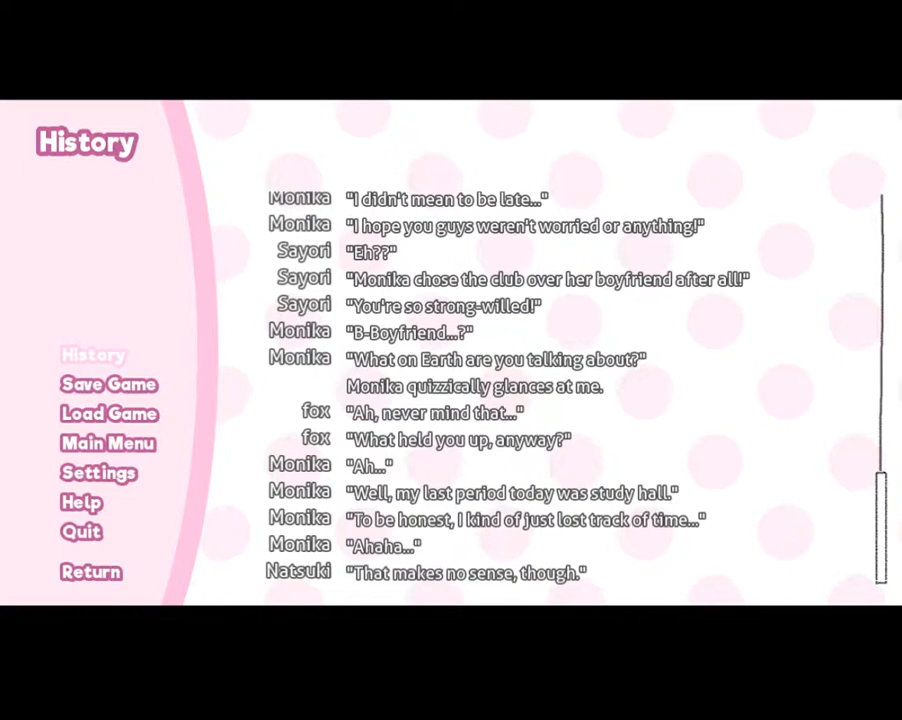 History
Monika "I didn't mean to be late..."
Monika "I hope you guys weren't worried or anything!"
Sayori "Eh??"
Sayori "Monika chose the club over her boyfriend after all!"
Sayori "You're so strong-willed!"
Monika "B-Boyfriend...?"
Monika "What on Earth are you talking about?"
Monika quizzically glances at me.
fox "Ah, never mind that..."
fox "What held you up, anyway?"
Monika "Ah..."
Monika "Well, my last period today was study hall."
Monika "To be honest, I kind of just lost track of time..."
Monika "Ahaha..."
Natsuki "That makes no sense, though."
History
Save Game
Load Game
Main Menu
Settings
Help
Quit
Return